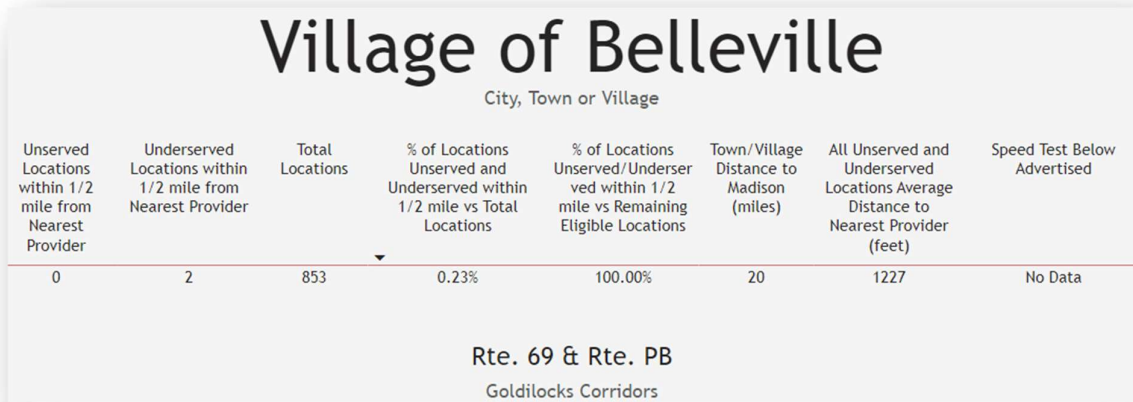 Village of Belleville
City, Town or Village
Unserved
Locations
within 1/2
mile from
Nearest
Provider
Underserved
Locations within
1/2 mile from
Nearest Provider
Total
Locations
% of Locations
Unserved and
Underserved within
1/2 mile vs Total
Locations
% of Locations
Unserved/Underser
ved within 1/2
mile vs Remaining
Eligible Locations
Town/Village
Distance to
Madison
(miles)
All Unserved and
Underserved
Locations Average
Distance to
Nearest Provider
(feet)
Speed Test Below
Advertised
0 2 853 0.23% 100.00% 20 1227 No Data
Rte. 69 & Rte. PB
Goldilocks Corridors